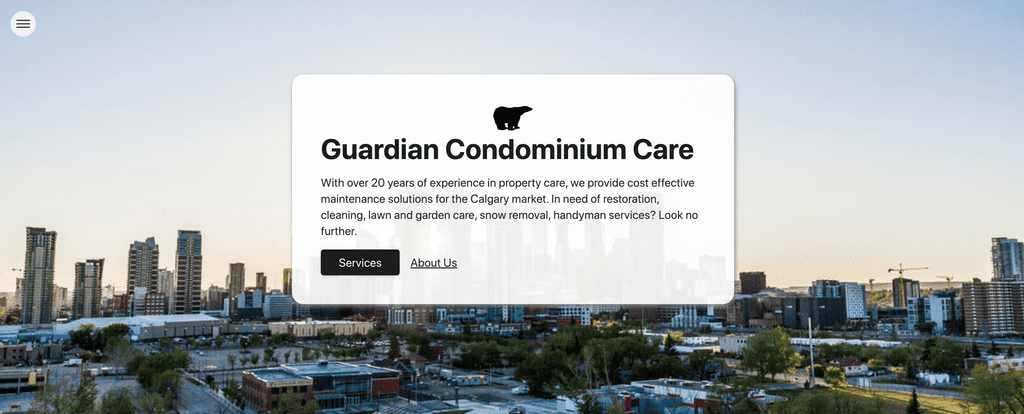 Guardian Condominium Care
With over 20 years of experience in property care, we provide cost effective
maintenance solutions for the Calgary market. In need of restoration,
cleaning, lawn and garden care, snow removal, handyman services? Look no
further.
Services About Us